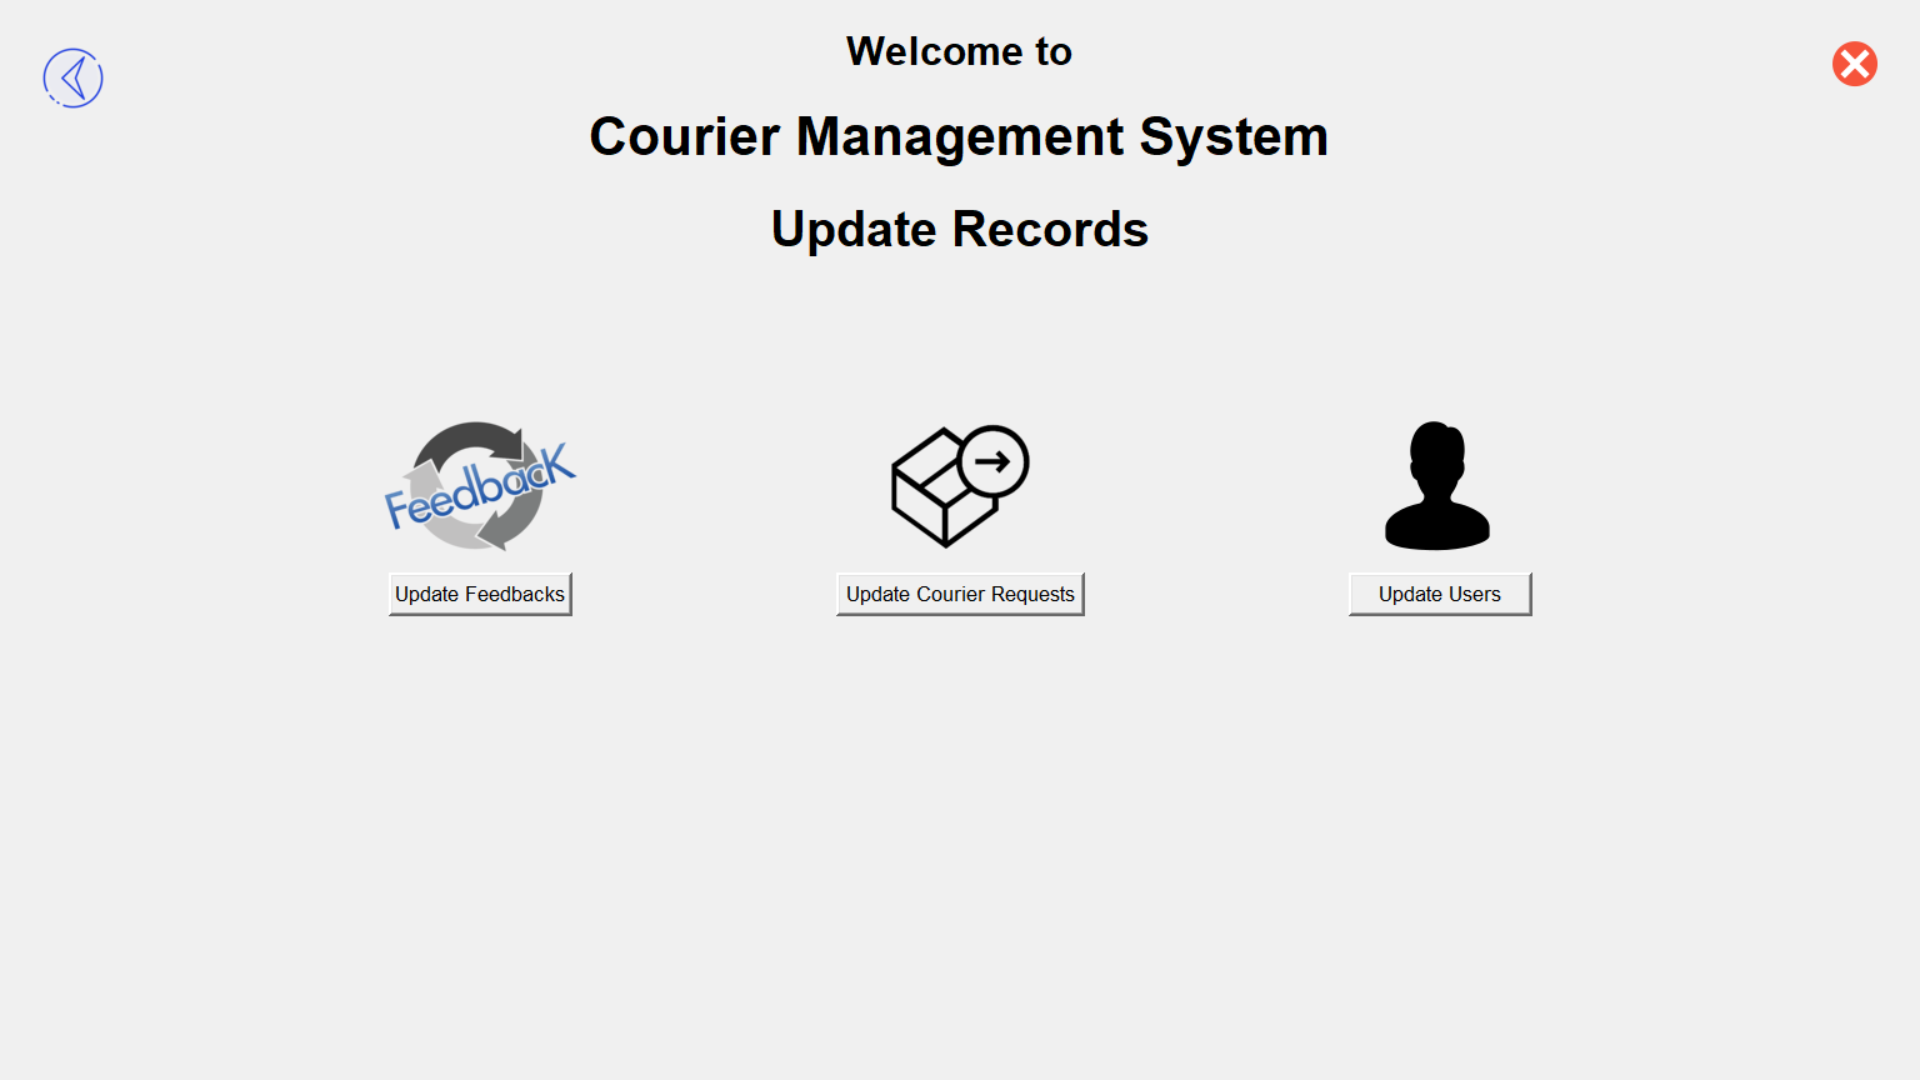 Welcome to
Courier Management System
Update Records
Feedback
Update Feedbacks
Update Courier Requests
Update Users